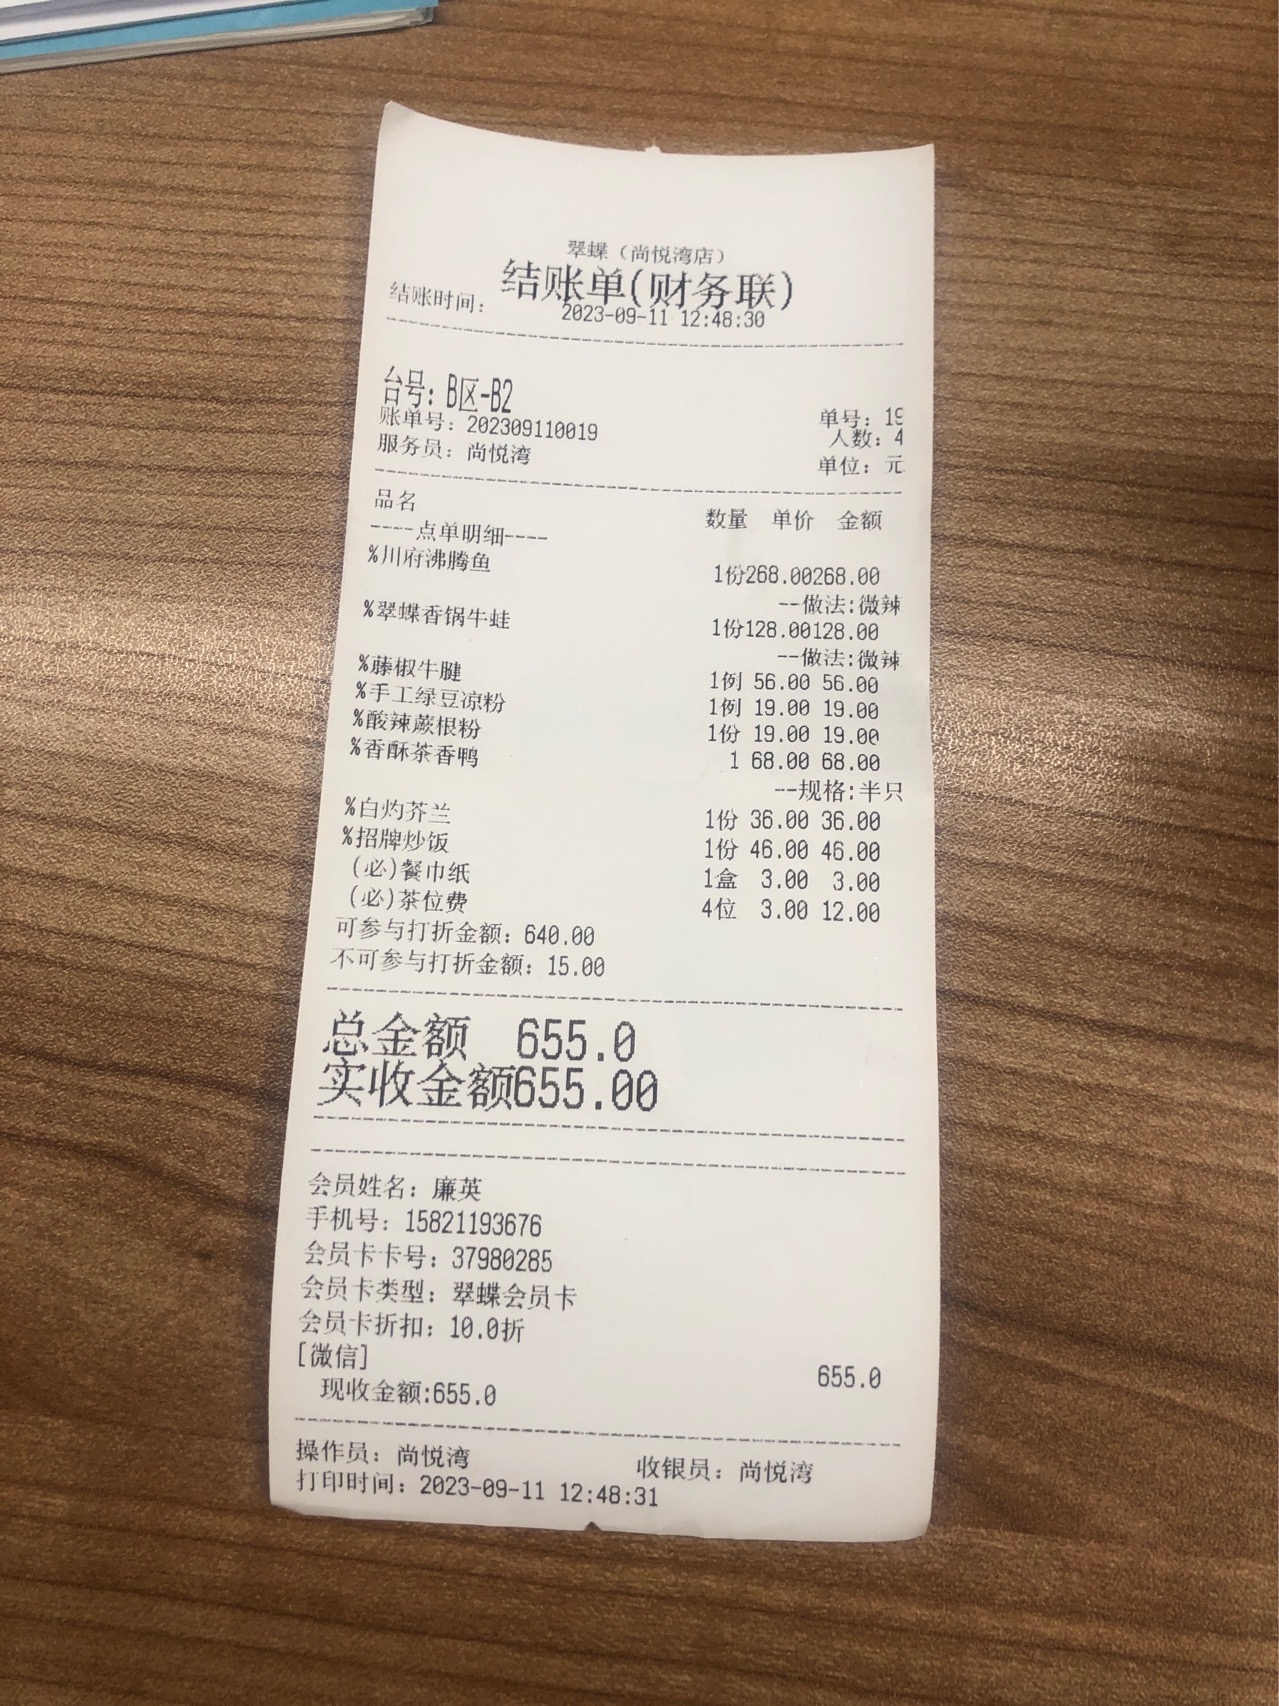 翠蝶（尚悦湾店）
结账单(财务联)
结账时间： 2023-09-11 12:48:30
台号：B区-B2
账单号：202309110019 单号：19
人数：4
服务员：尚悦湾 单位：元
品名 数量 单价 金额
----点单明细----
%川府沸腾鱼 1份268.00268.00
--做法:微辣
%翠蝶香锅牛蛙 1份128.00128.00
--做法:微辣
%藤椒牛腱 1例 56.00 56.00
%手工绿豆凉粉 1例 19.00 19.00
%酸辣蕨根粉 1份 19.00 19.00
%香酥茶香鸭 1 68.00 68.00
--规格:半只
%白灼芥兰 1份 36.00 36.00
%招牌炒饭 1份 46.00 46.00
(必)餐巾纸 1盒 3.00 3.00
(必)茶位费 4位 3.00 12.00
可参与打折金额：640.00
不可参与打折金额：15.00
总金额 655.0
实收金额655.00
会员姓名：廉英
手机号：15821193676
会员卡卡号：37980285
会员卡类型：翠蝶会员卡
会员卡折扣：10.0折
[微信] 655.0
现收金额:655.0
操作员：尚悦湾 收银员：尚悦湾
打印时间：2023-09-11 12:48:31